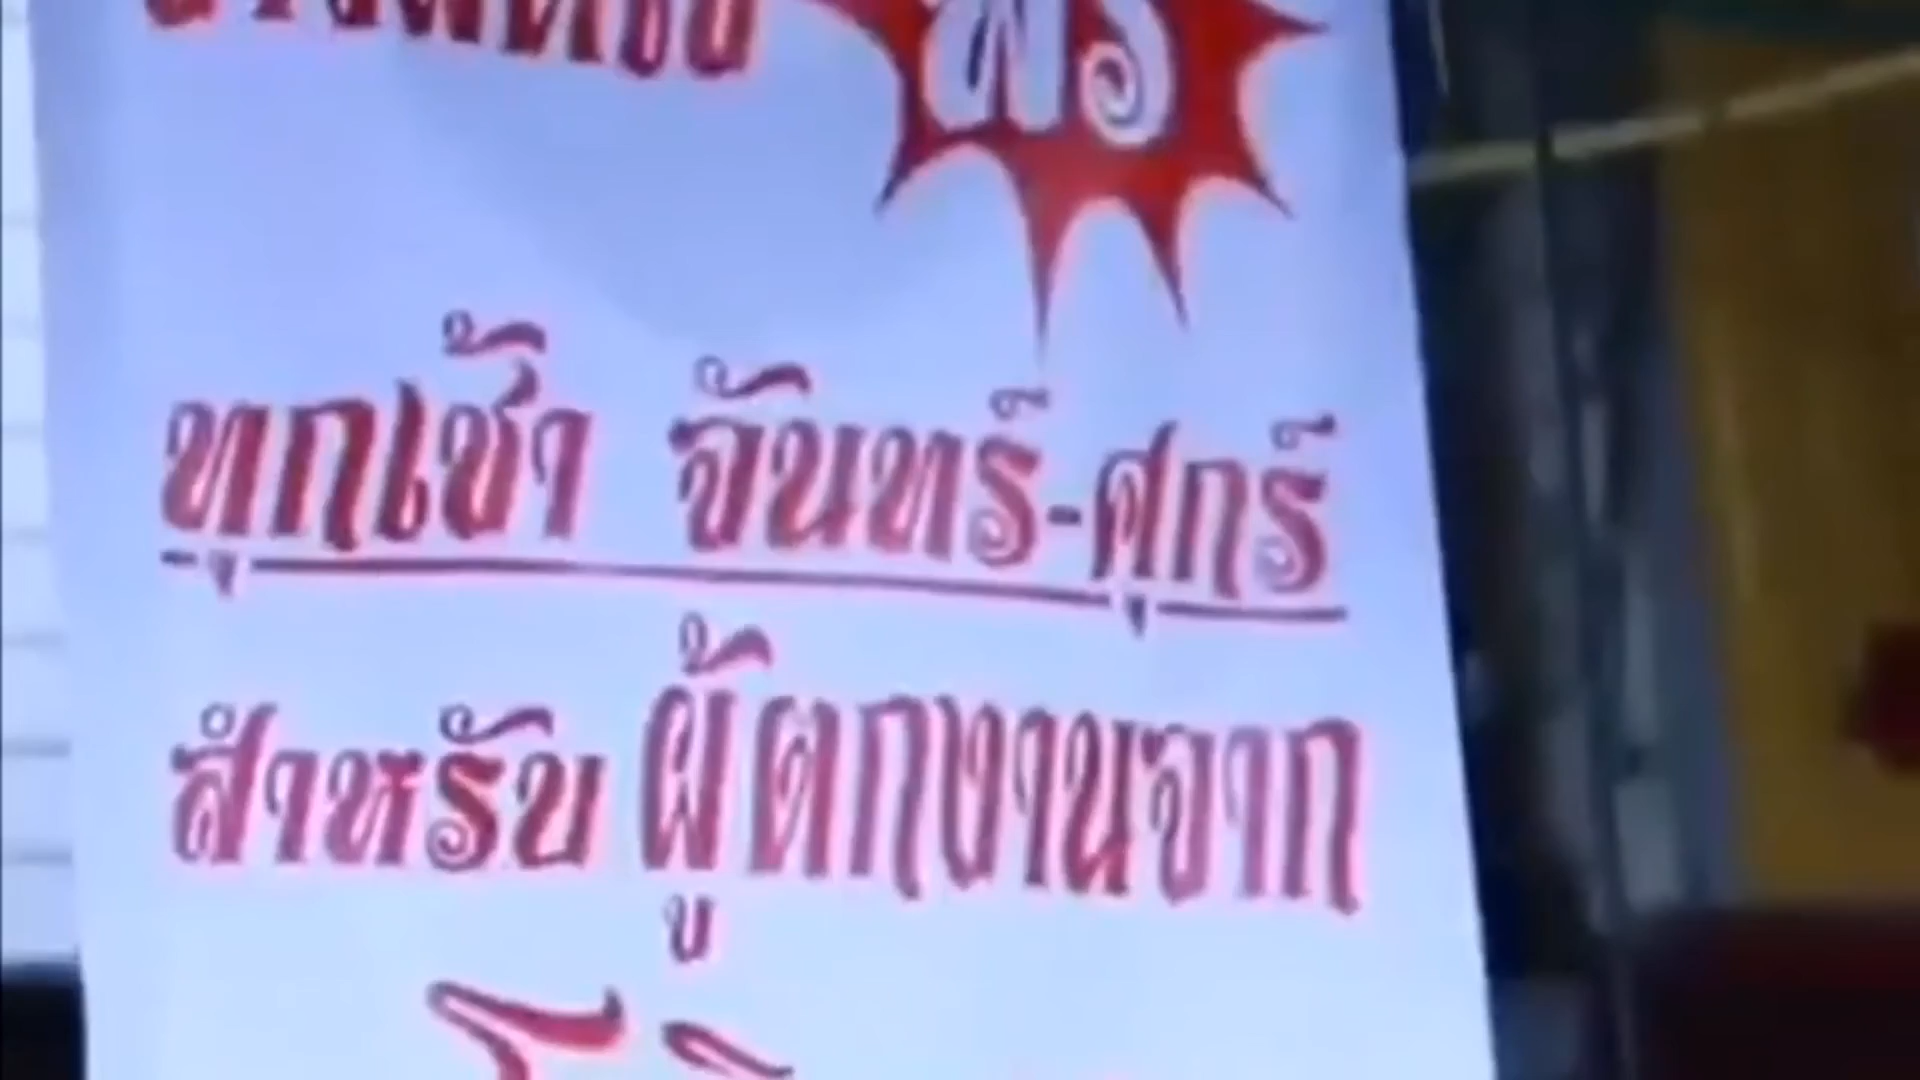 ฟรี
ทุกเช้า จันทร์-ศุกร์
สำหรับ ผู้ตกงานจาก